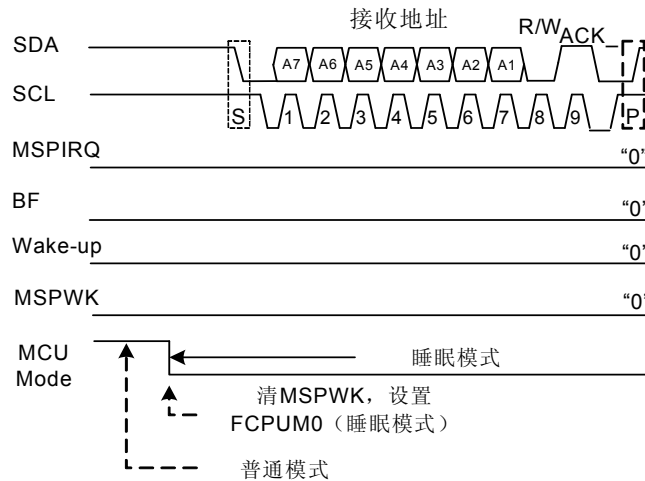 接收地址
R/W
ACK_
SDA
A7 A6 A5 A4 A3 A2 A1
SCL
S 1 2 3 4 5 6 7 8 9 P
MSPIRQ
“0”
BF
“0”
Wake-up
“0”
MSPWK
“0”
MCU
Mode
睡眠模式
清MSPWK，设置
FCPUM0（睡眠模式）
普通模式